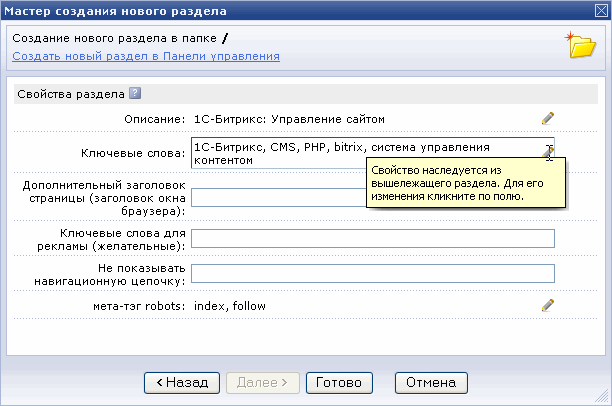 Мастер создания нового раздела
Создание нового раздела в папке /
Создать новый раздел в Панели управления
Свойства раздела ?
Описание: 1С-Битрикс: Управление сайтом
Ключевые слова: 1С-Битрикс, CMS, PHP, bitrix, система управления
контентом
Свойство наследуется из
вышележащего раздела. Для его
изменения кликните по полю.
Дополнительный заголовок
страницы (заголовок окна
браузера):
Ключевые слова для
рекламы (желательные):
Не показывать
навигационную цепочку:
мета-тэг robots: index, follow
< Назад Далее > Готово Отмена